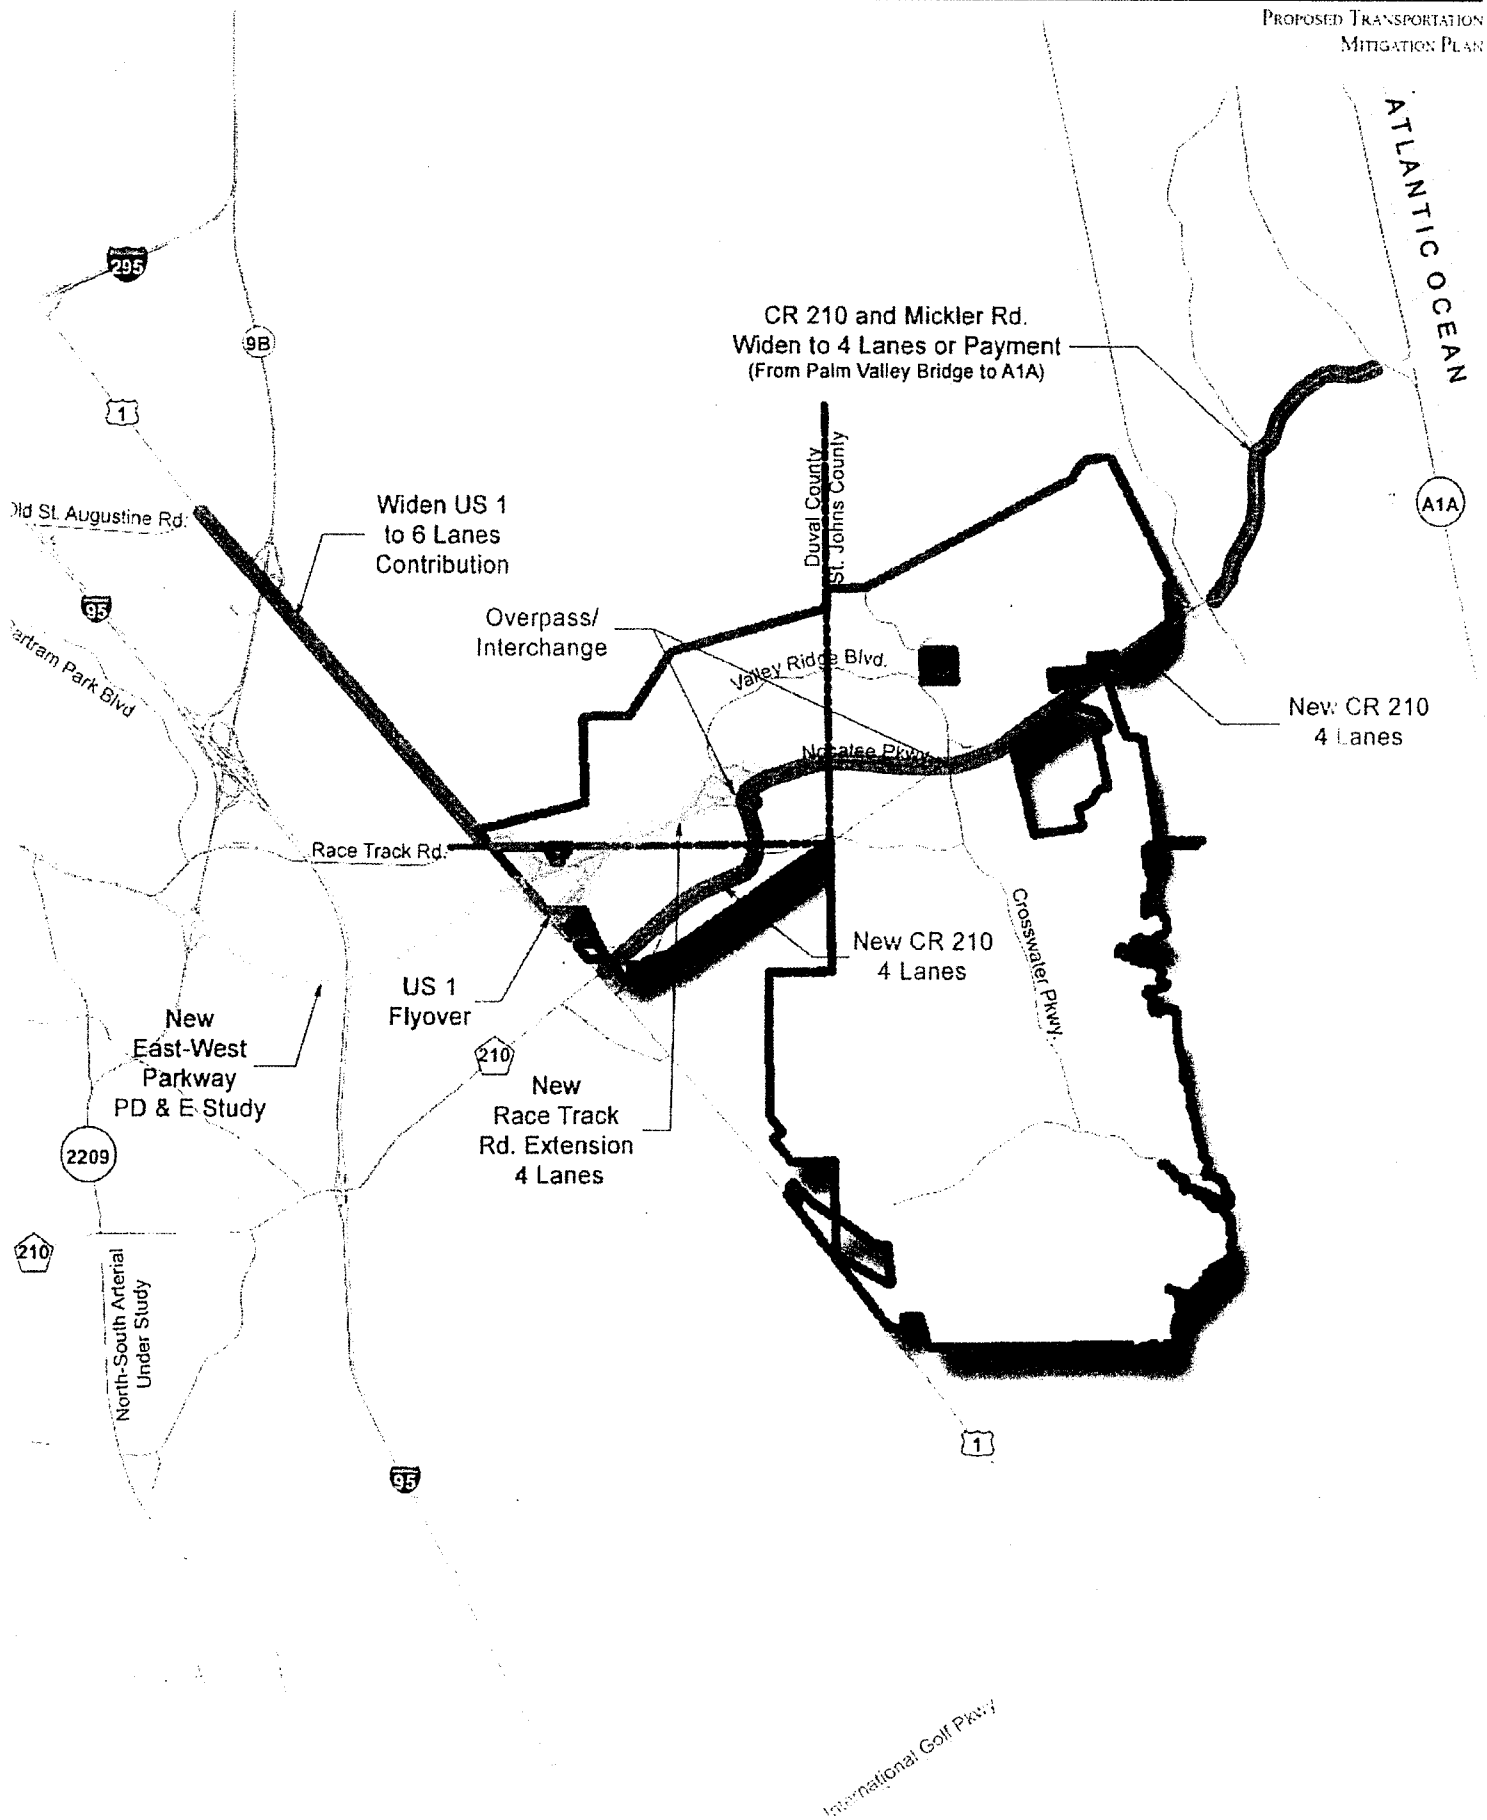 PROPOSED TRANSPORTATION
MITIGATION PLAN
ATLANTIC OCEAN
295
9B
1
CR 210 and Mickler Rd.
Widen to 4 Lanes or Payment
(From Palm Valley Bridge to A1A)
Duval County
St. Johns County
A1A
Widen US 1
to 6 Lanes
Contribution
Old St. Augustine Rd.
95
Bartram Park Blvd
Overpass/
Interchange
Valley Ridge Blvd.
New CR 210
4 Lanes
Nocatee Pkwy.
Race Track Rd.
Crosswater Pkwy.
New CR 210
4 Lanes
US 1
Flyover
New
East-West
Parkway
PD & E Study
210
New
Race Track
Rd. Extension
4 Lanes
2209
210
North-South Arterial
Under Study
1
95
International Golf Pkwy